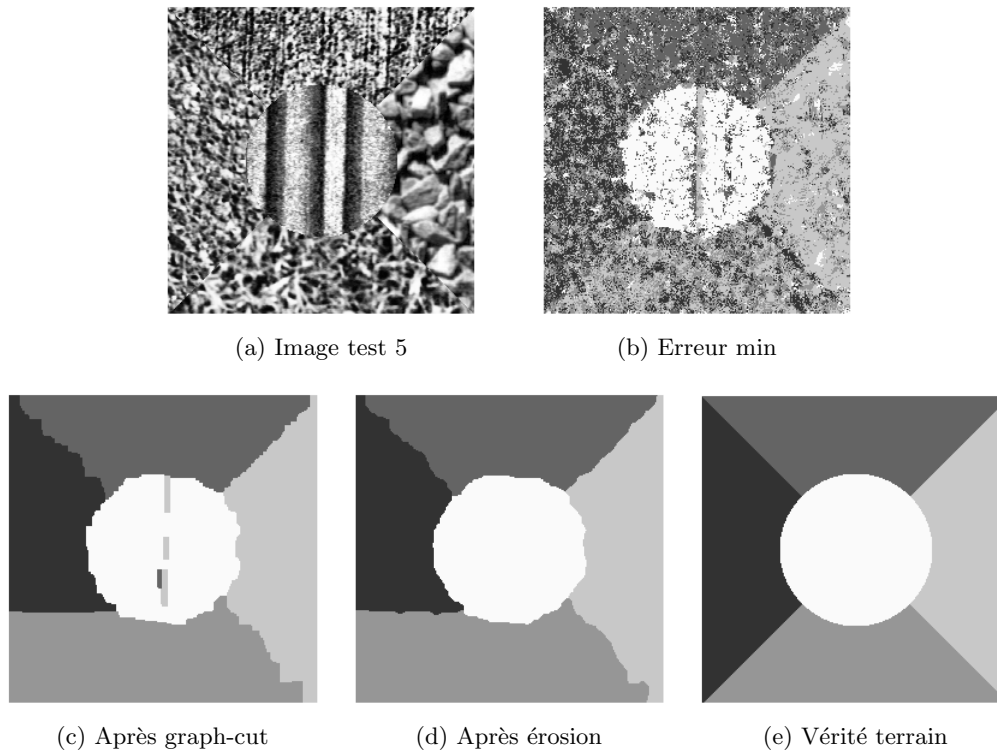 (a) Image test 5
(b) Erreur min
(c) Après graph-cut
(d) Après érosion
(e) Vérité terrain